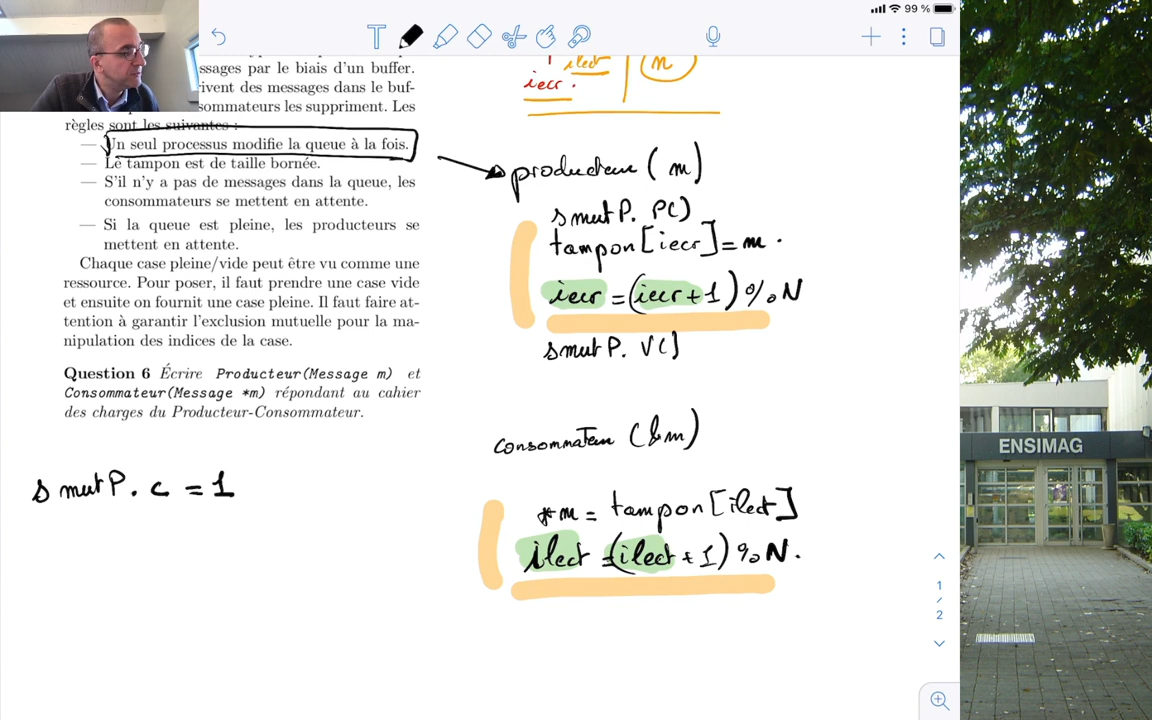 99 %
ssages par le biais d'un buffer.
ivent des messages dans le buf-
sommateurs les suppriment. Les
règles sont les suivantes :
— Un seul processus modifie la queue à la fois.
— Le tampon est de taille bornée.
— S'il n'y a pas de messages dans la queue, les
consommateurs se mettent en attente.
— Si la queue est pleine, les producteurs se
mettent en attente.
Chaque case pleine/vide peut être vu comme une
ressource. Pour poser, il faut prendre une case vide
et ensuite on fournit une case pleine. Il faut faire at-
tention à garantir l'exclusion mutuelle pour la ma-
nipulation des indices de la case.
Question 6 Écrire Producteur(Message m) et
Consommateur(Message *m) répondant au cahier
des charges du Producteur-Consommateur.
smutP.c = 1
ilect
iecr.
n
producteur (m)
smutP.P()
tampon[iecr]=m.
iecr =(iecr+1)%N
smutP.V()
consommateur (&m)
*m = tampon[ilect]
ilect =(ilect+1)%N.
1
/
2
ENSIMAG